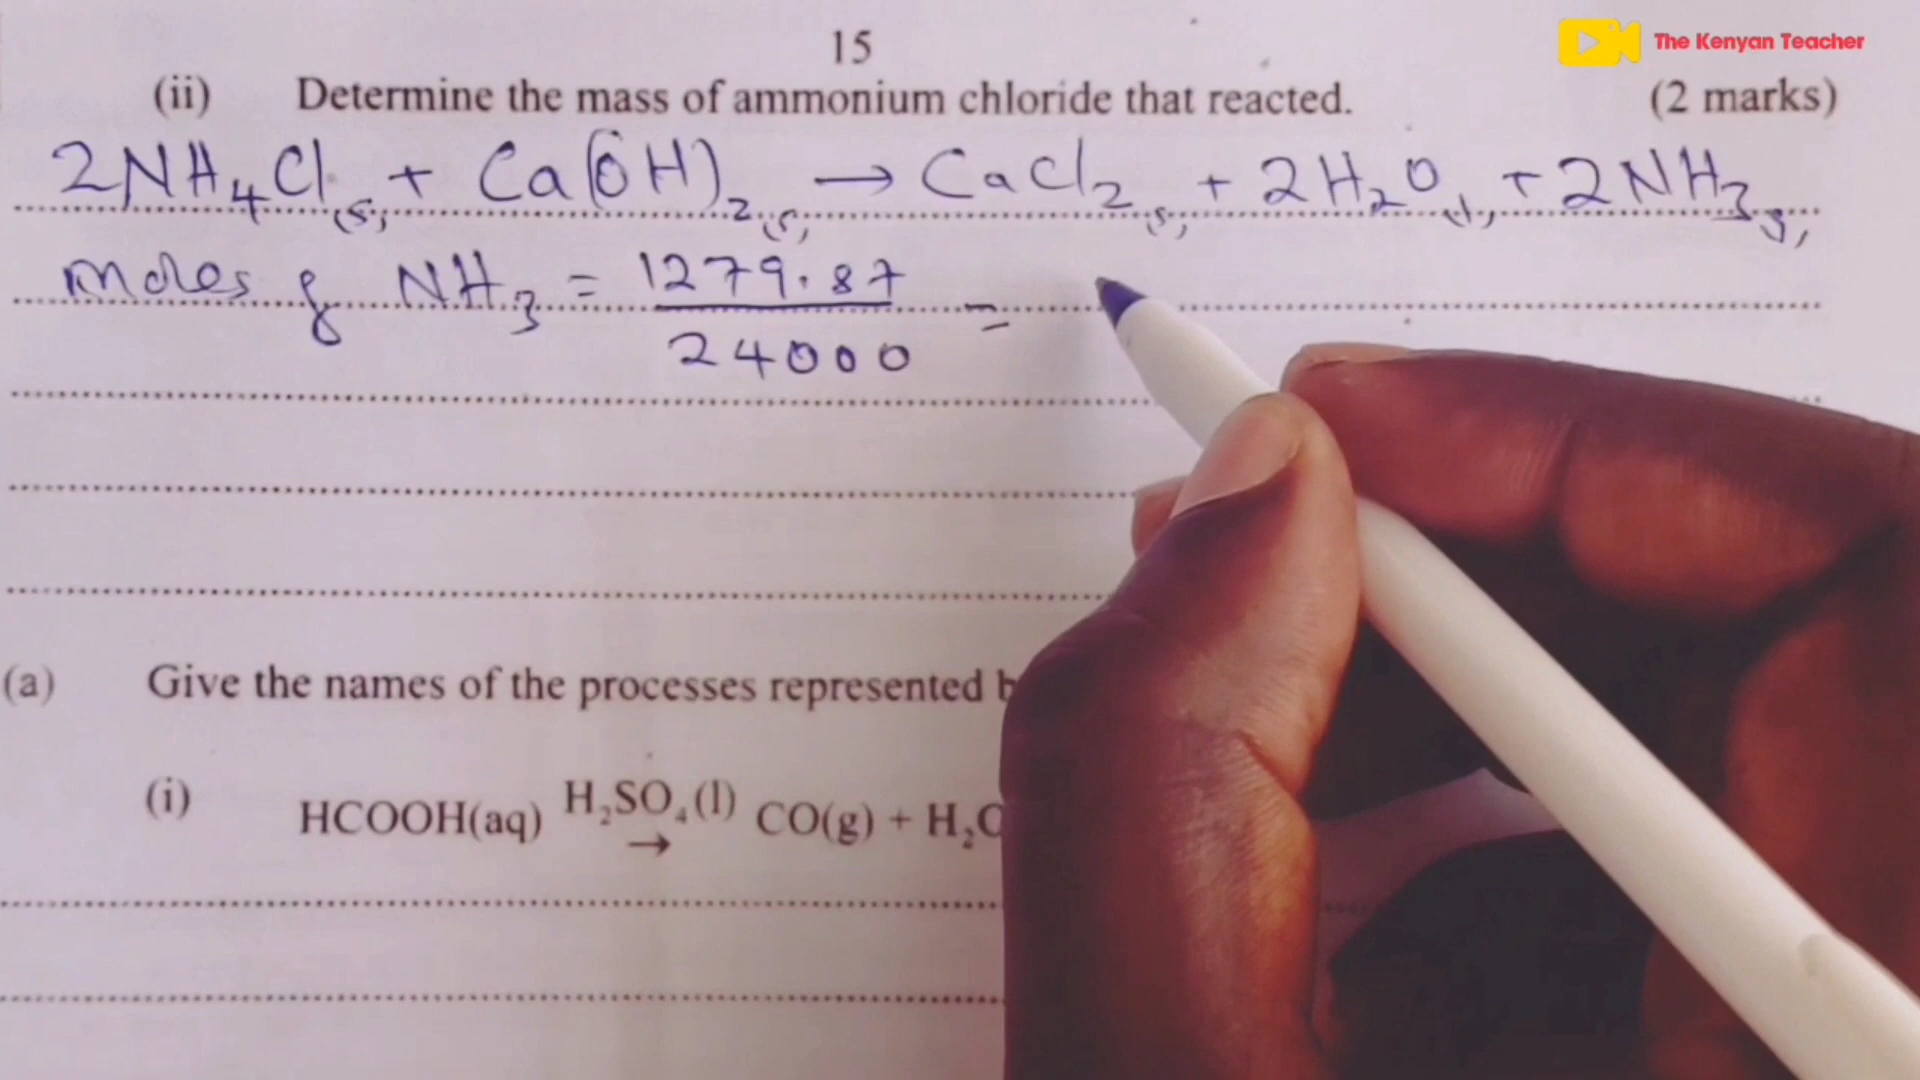 15
The Kenyan Teacher
(ii) Determine the mass of ammonium chloride that reacted. (2 marks)
2NH₄Cl(s) + Ca(OH)₂(s) → CaCl₂(s) + 2H₂O(l) + 2NH₃(g)
moles of NH₃ = 1279.87 =
24000
(a) Give the names of the processes represented
(i) HCOOH(aq) H₂SO₄(l) → CO(g) + H₂O